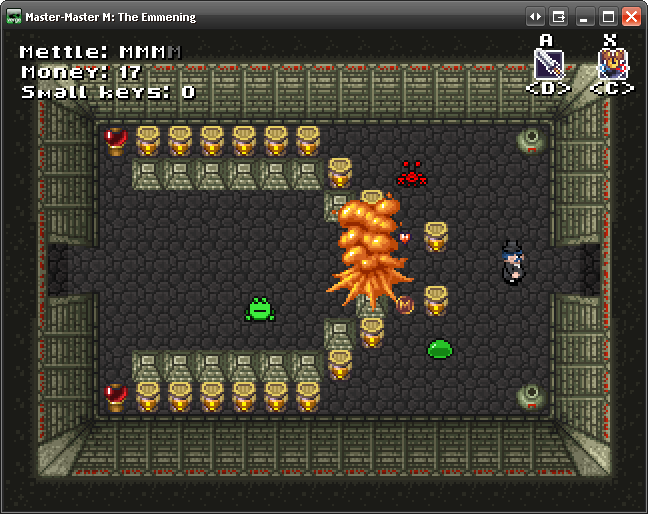 Master-Master M: The Emmening
Mettle: MMMM
Money: 17
Small keys: 0
A X
<D> <C>
M